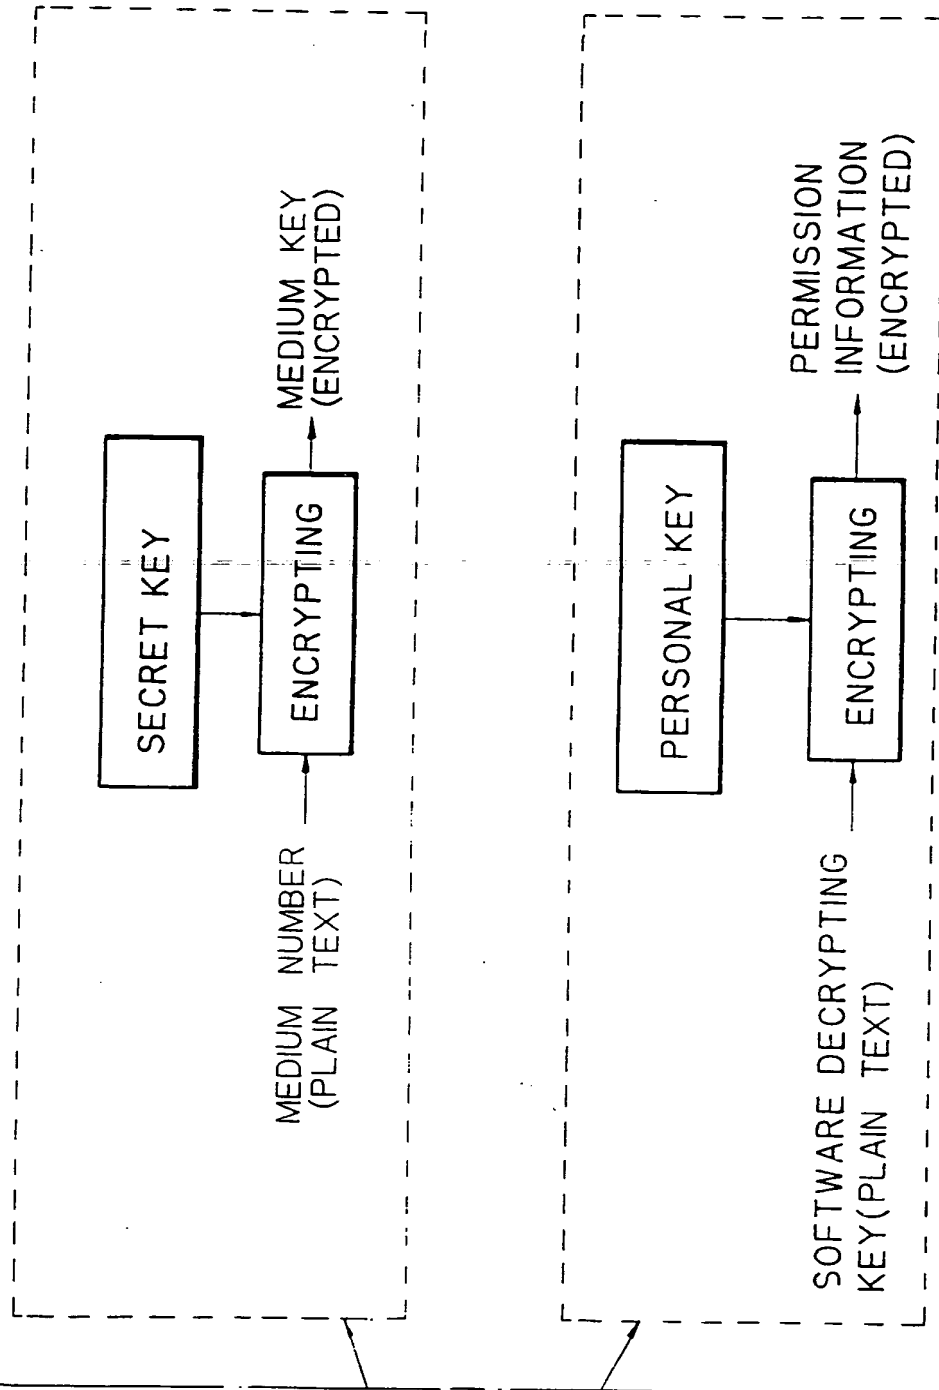 SECRET KEY
MEDIUM NUMBER
(PLAIN TEXT)
ENCRYPTING
MEDIUM KEY
(ENCRYPTED)
PERSONAL KEY
SOFTWARE DECRYPTING
KEY(PLAIN TEXT)
ENCRYPTING
PERMISSION
INFORMATION
(ENCRYPTED)